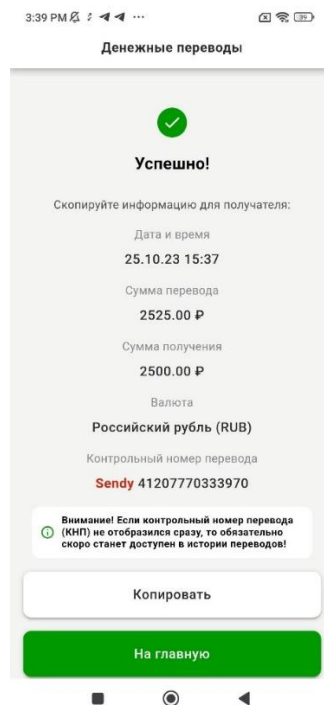 3:39 PM
39
Денежные переводы
Успешно!
Скопируйте информацию для получателя:
Дата и время
25.10.23 15:37
Сумма перевода
2525.00 ₽
Сумма получения
2500.00 ₽
Валюта
Российский рубль (RUB)
Контрольный номер перевода
Sendy 41207770333970
Внимание! Если контрольный номер перевода
(КНП) не отобразился сразу, то обязательно
скоро станет доступен в истории переводов!
Копировать
На главную